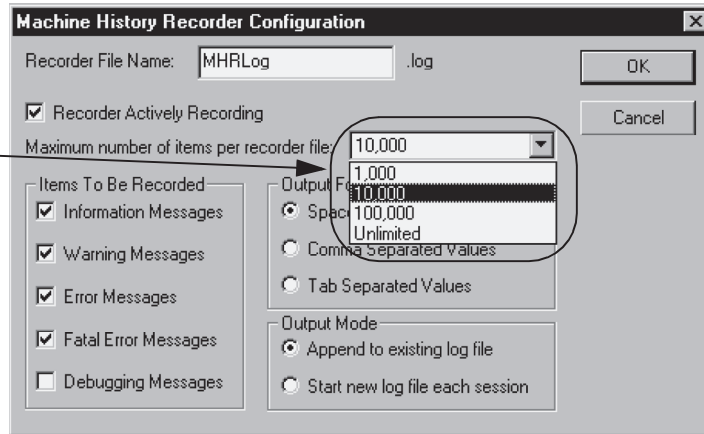 Machine History Recorder Configuration
Recorder File Name: MHRLog .log
OK
Recorder Actively Recording
Cancel
Maximum number of items per recorder file: 10,000
1,000
10,000
100,000
Unlimited
Items To Be Recorded
Information Messages
Warning Messages
Error Messages
Fatal Error Messages
Debugging Messages
Output Fo
Space
Comma Separated Values
Tab Separated Values
Output Mode
Append to existing log file
Start new log file each session